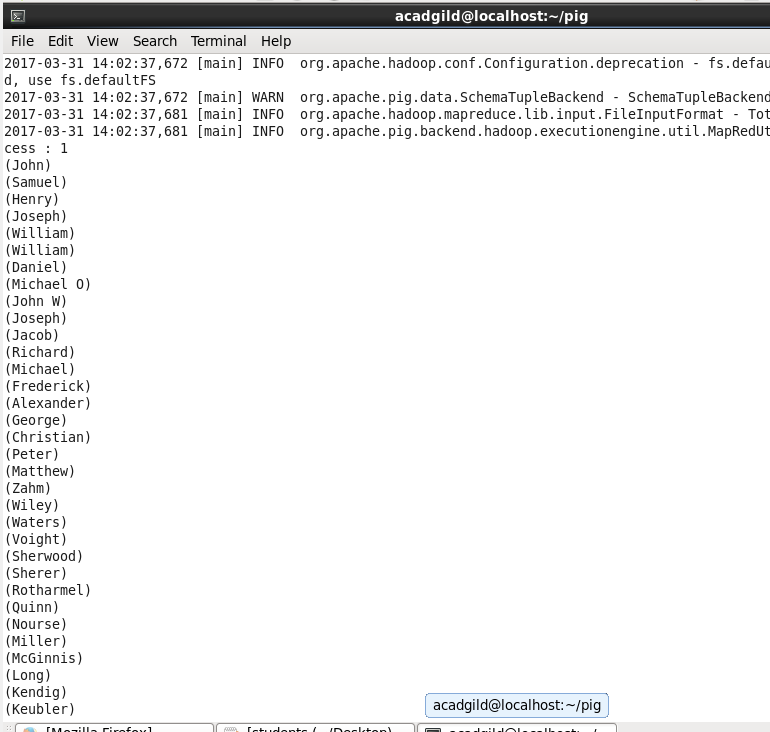 acadgild@localhost:~/pig
File Edit View Search Terminal Help
2017-03-31 14:02:37,672 [main] INFO  org.apache.hadoop.conf.Configuration.deprecation - fs.defau
d, use fs.defaultFS
2017-03-31 14:02:37,672 [main] WARN  org.apache.pig.data.SchemaTupleBackend - SchemaTupleBackend
2017-03-31 14:02:37,681 [main] INFO  org.apache.hadoop.mapreduce.lib.input.FileInputFormat - Tot
2017-03-31 14:02:37,681 [main] INFO  org.apache.pig.backend.hadoop.executionengine.util.MapRedUt
cess : 1
(John)
(Samuel)
(Henry)
(Joseph)
(William)
(William)
(Daniel)
(Michael O)
(John W)
(Joseph)
(Jacob)
(Richard)
(Michael)
(Frederick)
(Alexander)
(George)
(Christian)
(Peter)
(Matthew)
(Zahm)
(Wiley)
(Waters)
(Voight)
(Sherwood)
(Sherer)
(Rotharmel)
(Quinn)
(Nourse)
(Miller)
(McGinnis)
(Long)
(Kendig)
(Keubler)
acadgild@localhost:~/pig
[Mozilla Firefox]
[students (~/Desktop)
acadgild@localhost:~/